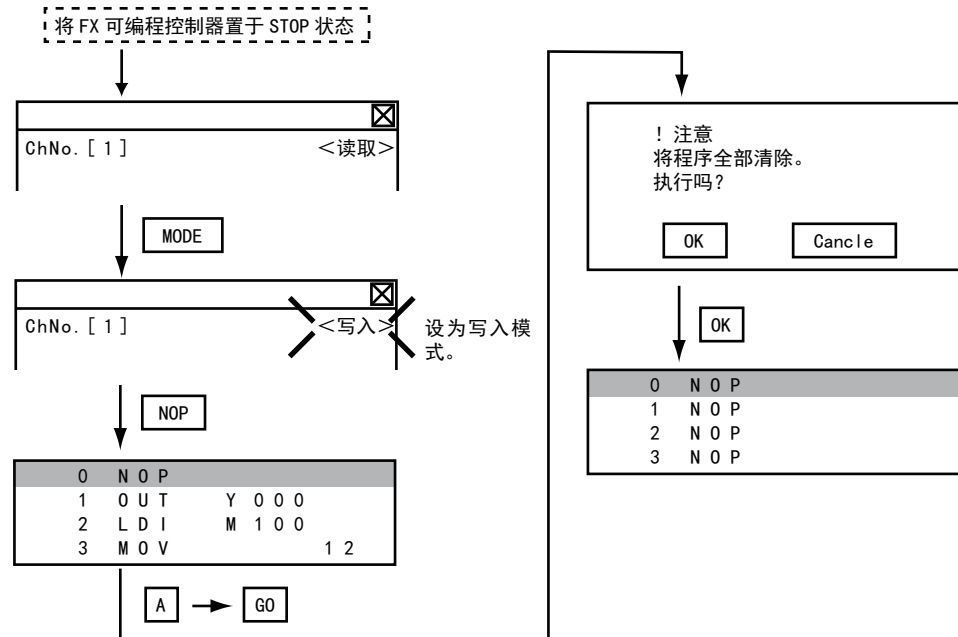 将 FX 可编程控制器置于 STOP 状态
ChNo.[1] <读取>
MODE
ChNo.[1] <写入>
设为写入模
式。
NOP
0 NOP
1 OUT Y000
2 LDI M100
3 MOV 12
A GO
！注意
将程序全部清除。
执行吗？
OK Cancle
OK
0 NOP
1 NOP
2 NOP
3 NOP